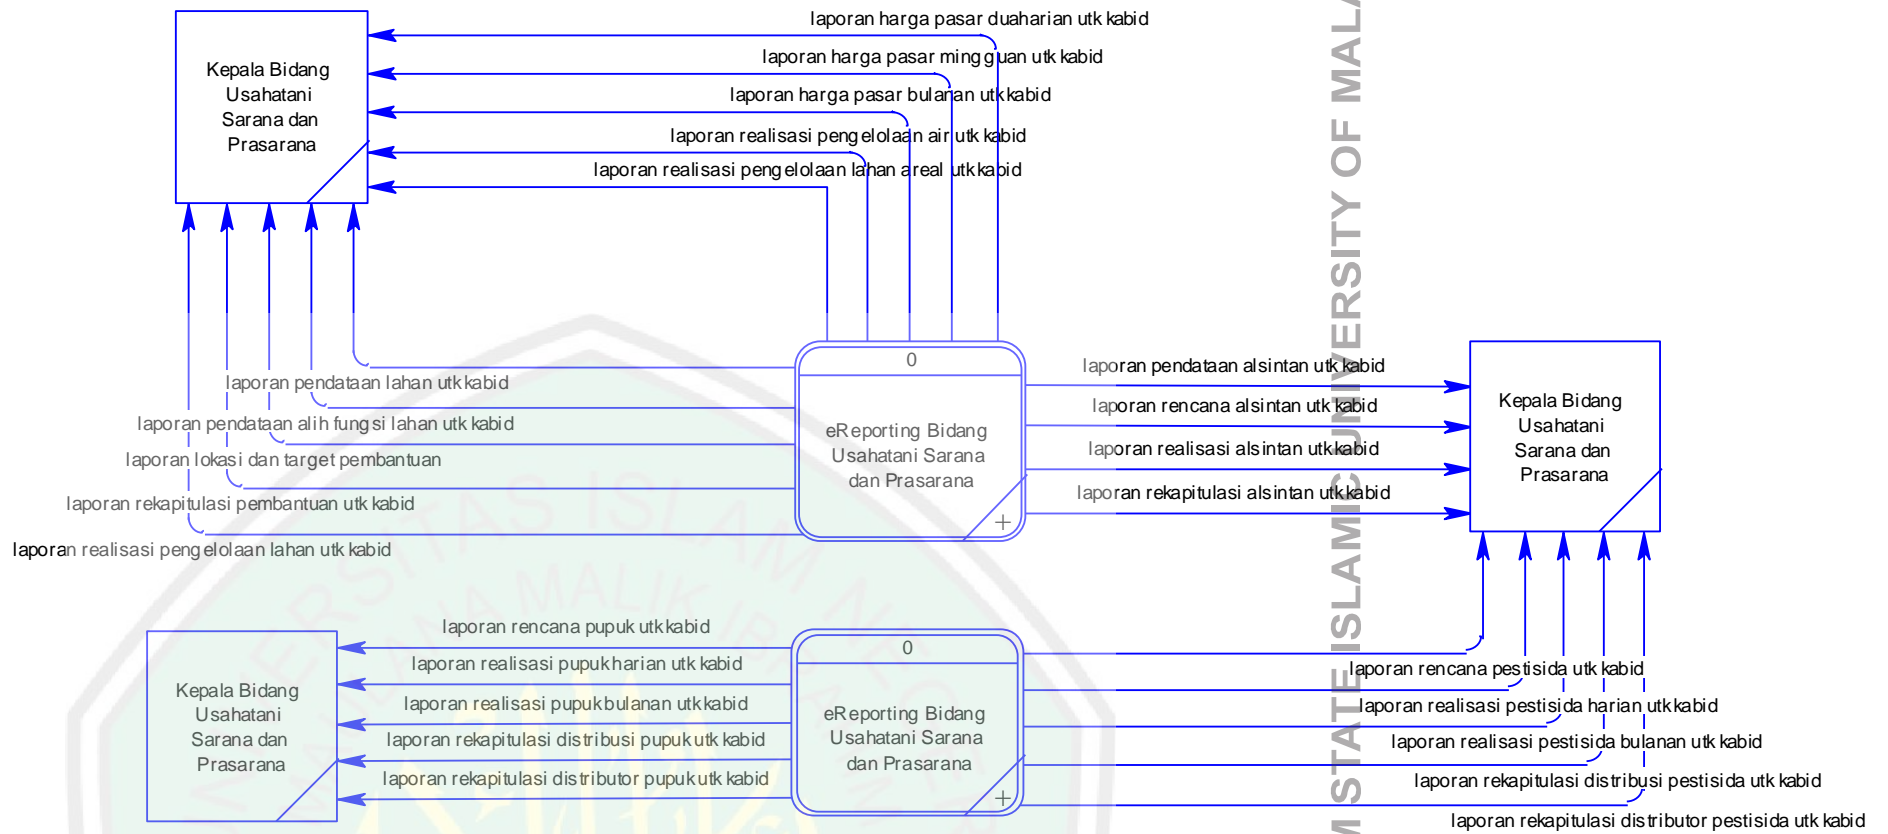 laporan harga pasar duaharian utk kabid
laporan harga pasar mingguan utk kabid
laporan harga pasar bulanan utk kabid
laporan realisasi pengelolaan air utk kabid
laporan realisasi pengelolaan lahan areal utk kabid
Kepala Bidang
Usahatani
Sarana dan
Prasarana
laporan pendataan lahan utk kabid
laporan pendataan alih fungsi lahan utk kabid
laporan lokasi dan target pembantuan
laporan rekapitulasi pembantuan utk kabid
laporan realisasi pengelolaan lahan utk kabid
0
eReporting Bidang
Usahatani Sarana
dan Prasarana
+
laporan pendataan alsintan utk kabid
laporan rencana alsintan utk kabid
laporan realisasi alsintan utk kabid
laporan rekapitulasi alsintan utk kabid
Kepala Bidang
Usahatani
Sarana dan
Prasarana
Kepala Bidang
Usahatani
Sarana dan
Prasarana
laporan rencana pupuk utk kabid
laporan realisasi pupuk harian utk kabid
laporan realisasi pupuk bulanan utk kabid
laporan rekapitulasi distribusi pupuk utk kabid
laporan rekapitulasi distributor pupuk utk kabid
0
eReporting Bidang
Usahatani Sarana
dan Prasarana
+
laporan rencana pestisida utk kabid
laporan realisasi pestisida harian utk kabid
laporan realisasi pestisida bulanan utk kabid
laporan rekapitulasi distribusi pestisida utk kabid
laporan rekapitulasi distributor pestisida utk kabid
STATE ISLAMIC UNIVERSITY OF